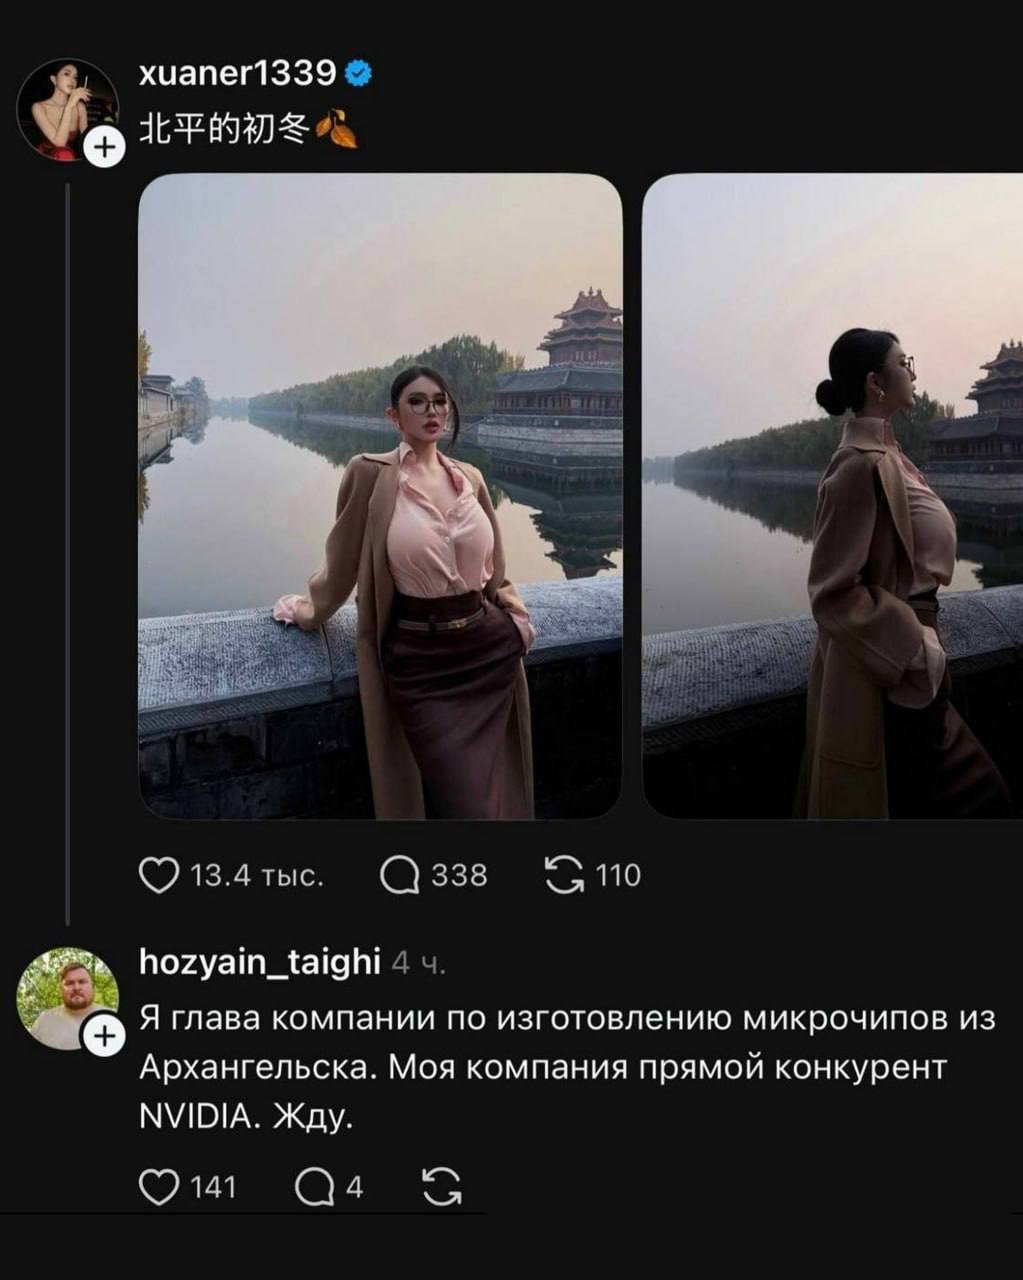 xuaner1339
北平的初冬🍂
13.4 тыс.
338
110
hozyain_taighi 4 ч.
Я глава компании по изготовлению микрочипов из
Архангельска. Моя компания прямой конкурент
NVIDIA. Жду.
141
4